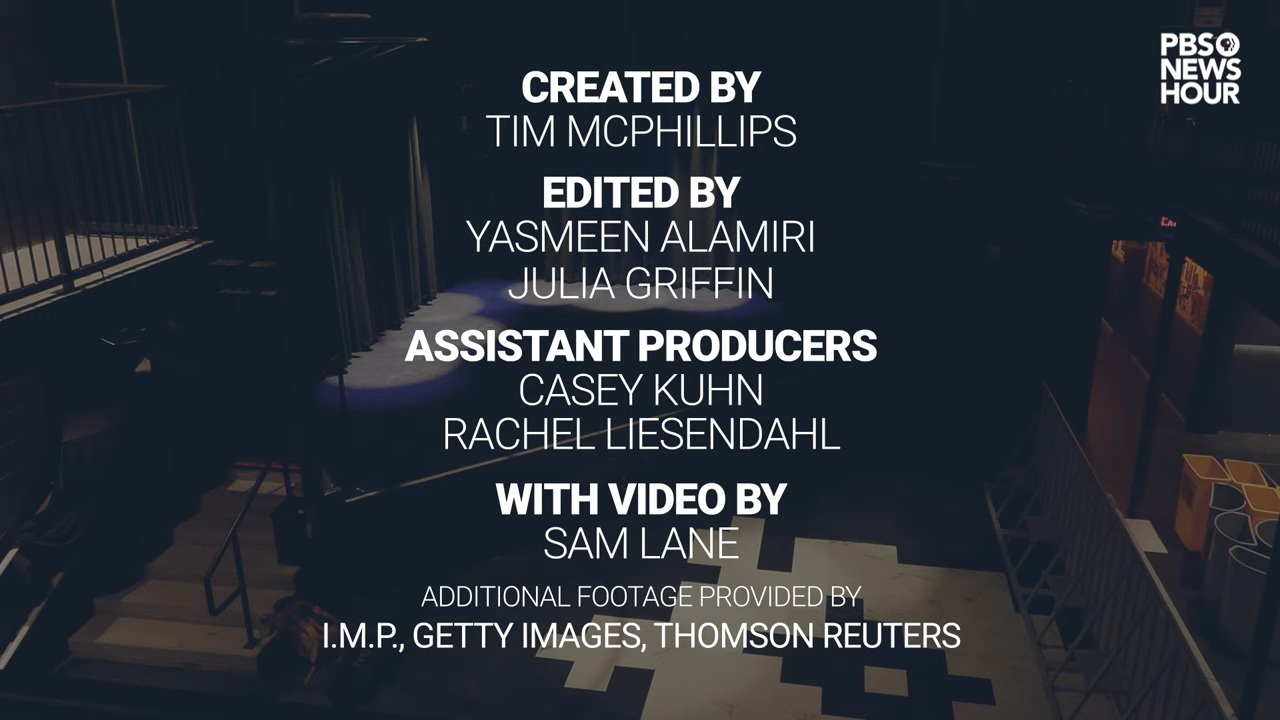 PBS
NEWS
HOUR
CREATED BY
TIM MCPHILLIPS
EDITED BY
YASMEEN ALAMIRI
JULIA GRIFFIN
ASSISTANT PRODUCERS
CASEY KUHN
RACHEL LIESENDAHL
WITH VIDEO BY
SAM LANE
ADDITIONAL FOOTAGE PROVIDED BY
I.M.P., GETTY IMAGES, THOMSON REUTERS